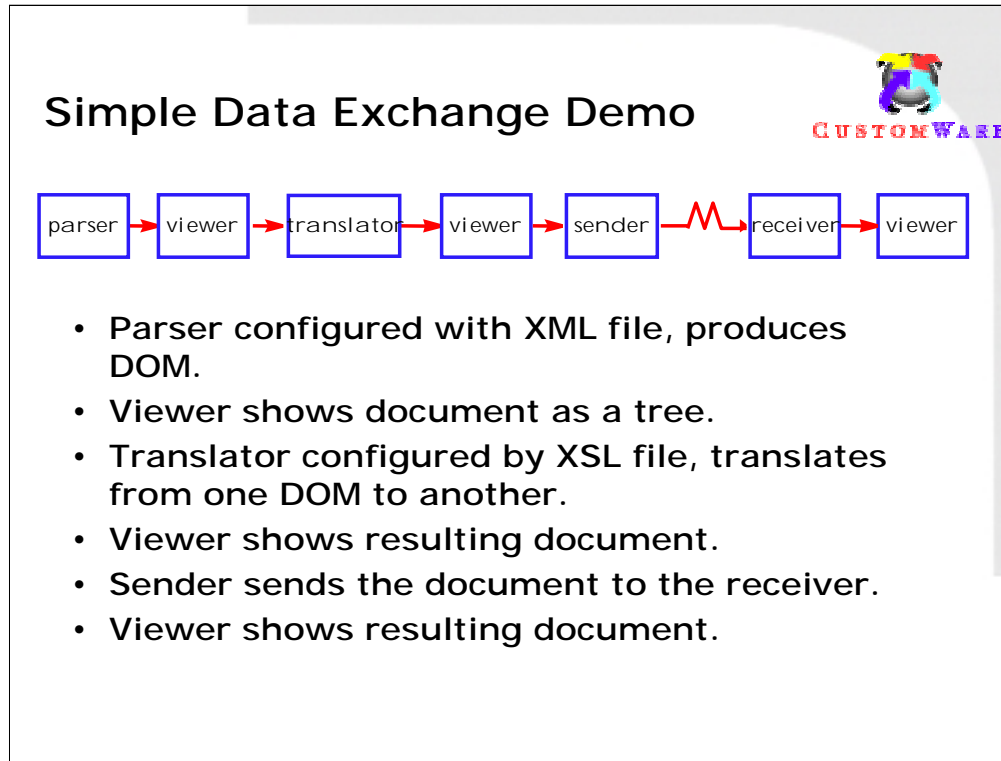 Simple Data Exchange Demo
CUSTOMWARE
parser viewer translator viewer sender receiver viewer
• Parser configured with XML file, produces
DOM.
• Viewer shows document as a tree.
• Translator configured by XSL file, translates
from one DOM to another.
• Viewer shows resulting document.
• Sender sends the document to the receiver.
• Viewer shows resulting document.